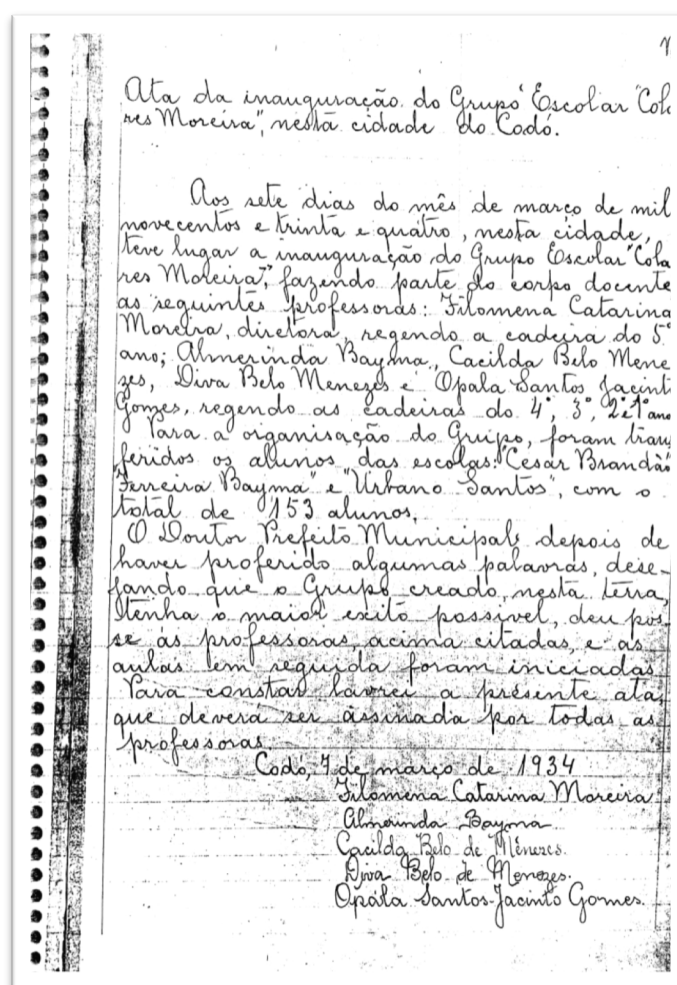 Ata da inauguração do Grupo Escolar "Cola
res Moreira", nesta cidade do Codó.
Aos sete dias do mês de março de mil
novecentos e trinta e quatro, nesta cidade,
teve lugar a inauguração do Grupo Escolar "Cola
res Moreira", fazendo parte do corpo docente
as seguintes professoras: Filomena Catarina
Moreira, diretora, regendo a cadeira do 5º
ano; Almerinda Bayma, Cacilda Belo Mene
zes, Diva Belo Menezes e Opala Santos Jacint
Gomes, regendo as cadeiras do 4º, 3º, 2º e 1º ano
Para a organisação do Grupo, foram tran
feridos os alunos das escolas: "Cesar Brandão"
"Ferreira Bayma" e "Urbano Santos", com o
total de 153 alunos.
O Doutor Prefeito Municipal, depois de
haver proferido algumas palavras, dese-
jando que o Grupo creado, nesta terra,
tenha o maior exito possivel, deu pos
se ás professoras acima citadas, e as
aulas em seguida foram iniciadas.
Para constar lavrei a presente ata,
que deverá ser assinada por todas as
professoras.
Codó, 7 de março de 1934
Filomena Catarina Moreira
Almerinda Bayma
Cacilda Belo de Menezes.
Diva Belo de Menezes.
Opála Santos Jacinto Gomes.